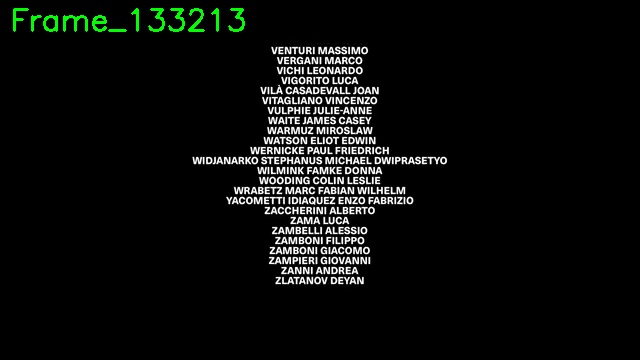 Frame_133213
VENTURI MASSIMO
VERGANI MARCO
VICHI LEONARDO
VIGORITO LUCA
VILÀ CASADEVALL JOAN
VITAGLIANO VINCENZO
VULPHIE JULIE-ANNE
WAITE JAMES CASEY
WARMUZ MIROSLAW
WATSON ELIOT EDWIN
WERNICKE PAUL FRIEDRICH
WIDJANARKO STEPHANUS MICHAEL DWIPRASETYO
WILMINK FAMKE DONNA
WOODING COLIN LESLIE
WRABETZ MARC FABIAN WILHELM
YACOMETTI IDIAQUEZ ENZO FABRIZIO
ZACCHERINI ALBERTO
ZAMA LUCA
ZAMBELLI ALESSIO
ZAMBONI FILIPPO
ZAMBONI GIACOMO
ZAMPIERI GIOVANNI
ZANNI ANDREA
ZLATANOV DEYAN